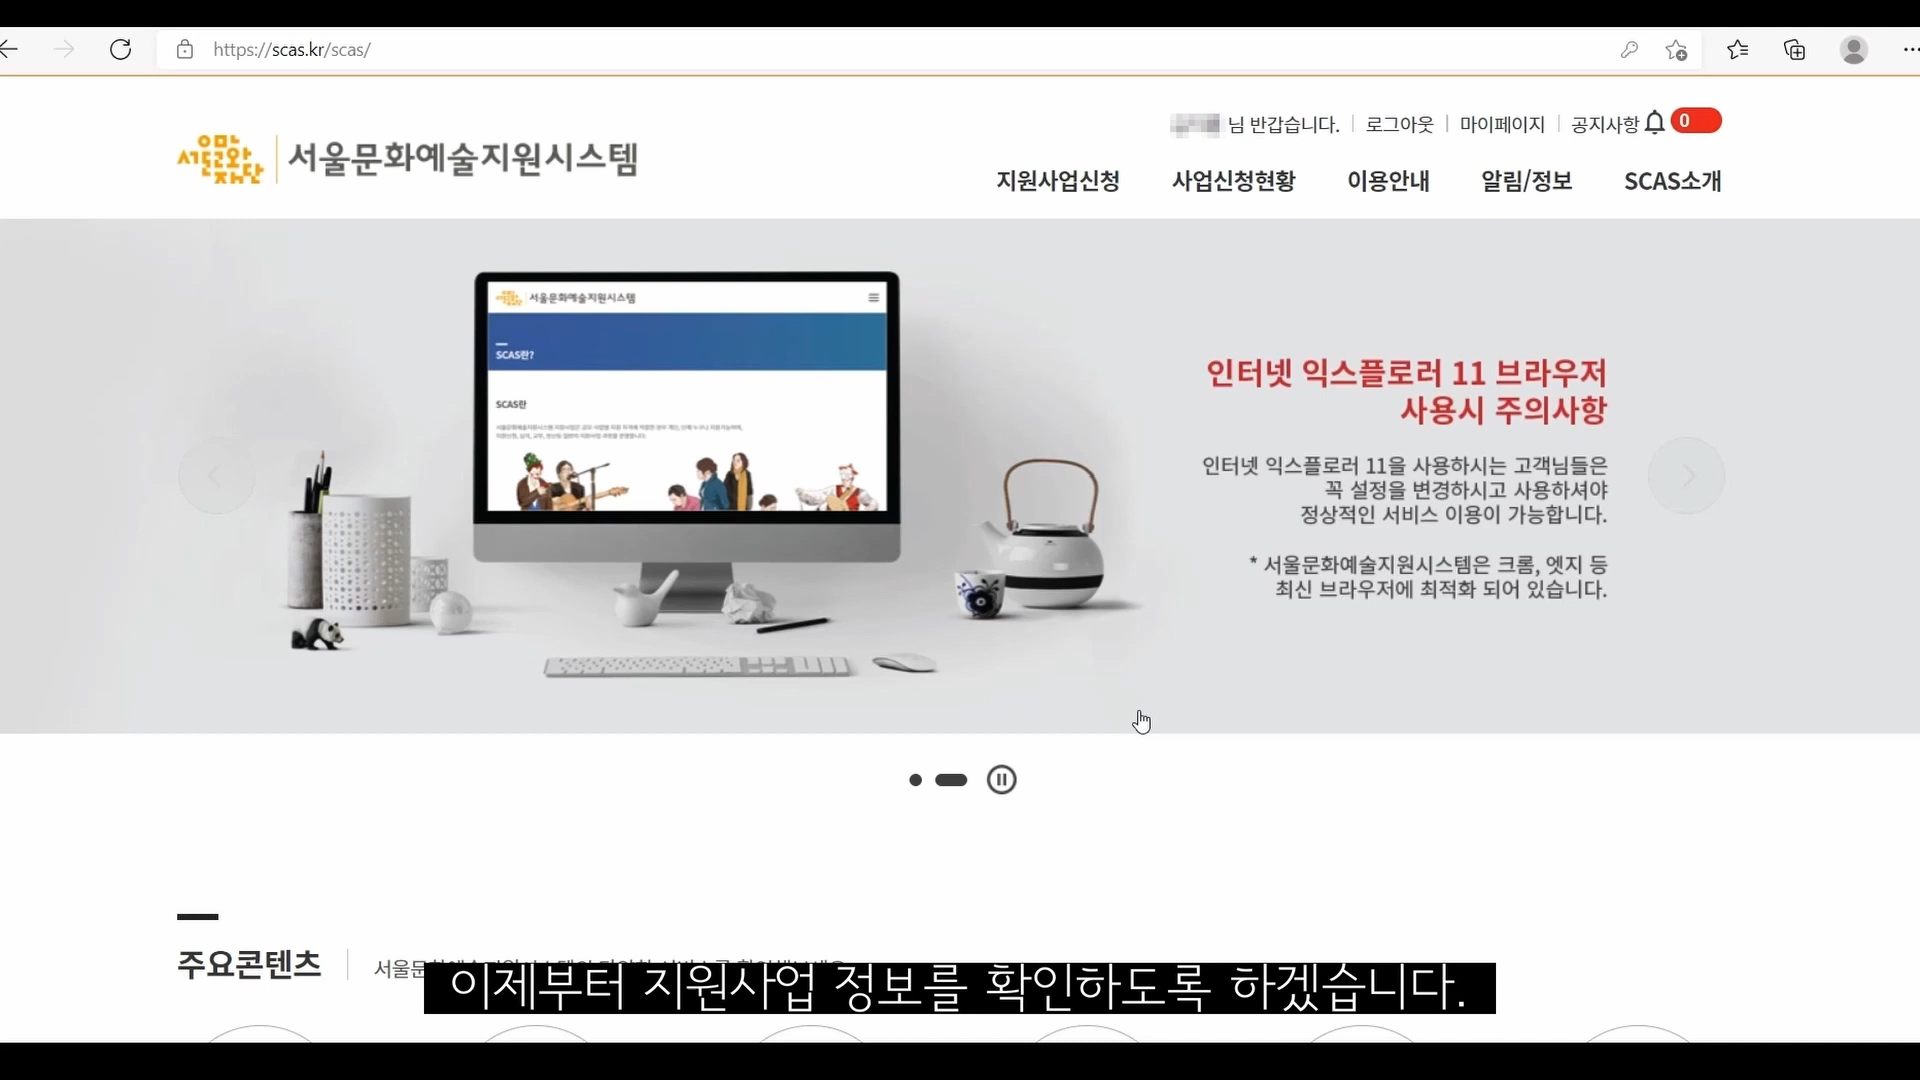 https://scas.kr/scas/
님 반갑습니다. 로그아웃 마이페이지 공지사항 0
서울문화재단 서울문화예술지원시스템
지원사업신청 사업신청현황 이용안내 알림/정보 SCAS소개
서울문화예술지원시스템
SCAS란?
SCAS란
인터넷 익스플로러 11 브라우저
사용시 주의사항
인터넷 익스플로러 11을 사용하시는 고객님들은
꼭 설정을 변경하시고 사용하셔야
정상적인 서비스 이용이 가능합니다.
* 서울문화예술지원시스템은 크롬, 엣지 등
최신 브라우저에 최적화 되어 있습니다.
주요콘텐츠 서울문
이제부터 지원사업 정보를 확인하도록 하겠습니다.